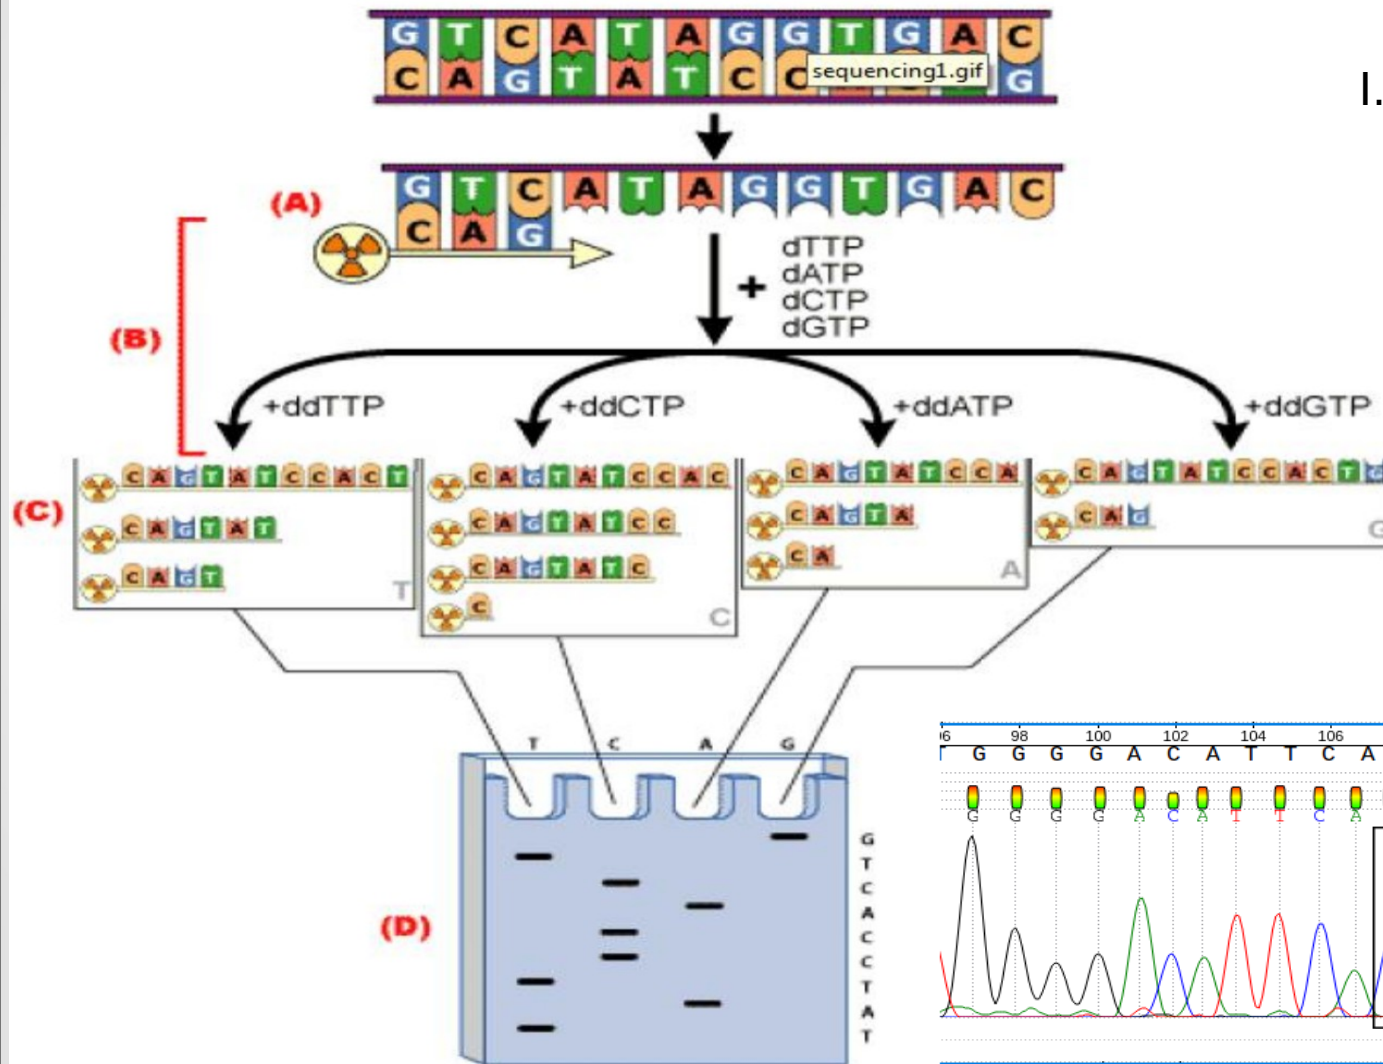 G T C A T A G G T G A C
C A G T A T C C G
sequencing1.gif
I.
(A)
G T C A T A G G T G A C
C A G
dTTP
+ dATP
dCTP
dGTP
(B)
+ddTTP +ddCTP +ddATP +ddGTP
(C)
C A G T A T C C A C T
C A G T A T
C A G T
T
C A G T A T C C A C
C A G T A T C C
C A G T A T C
C
C
C A G T A T C C A
C A G T A
C A
A
C A G T A T C C A C T G
C A G
G
T C A G
(D)
G
T
C
A
C
C
T
A
T
96 98 100 102 104 106
T G G G G A C A T T C A
G G G G A C A T T C A